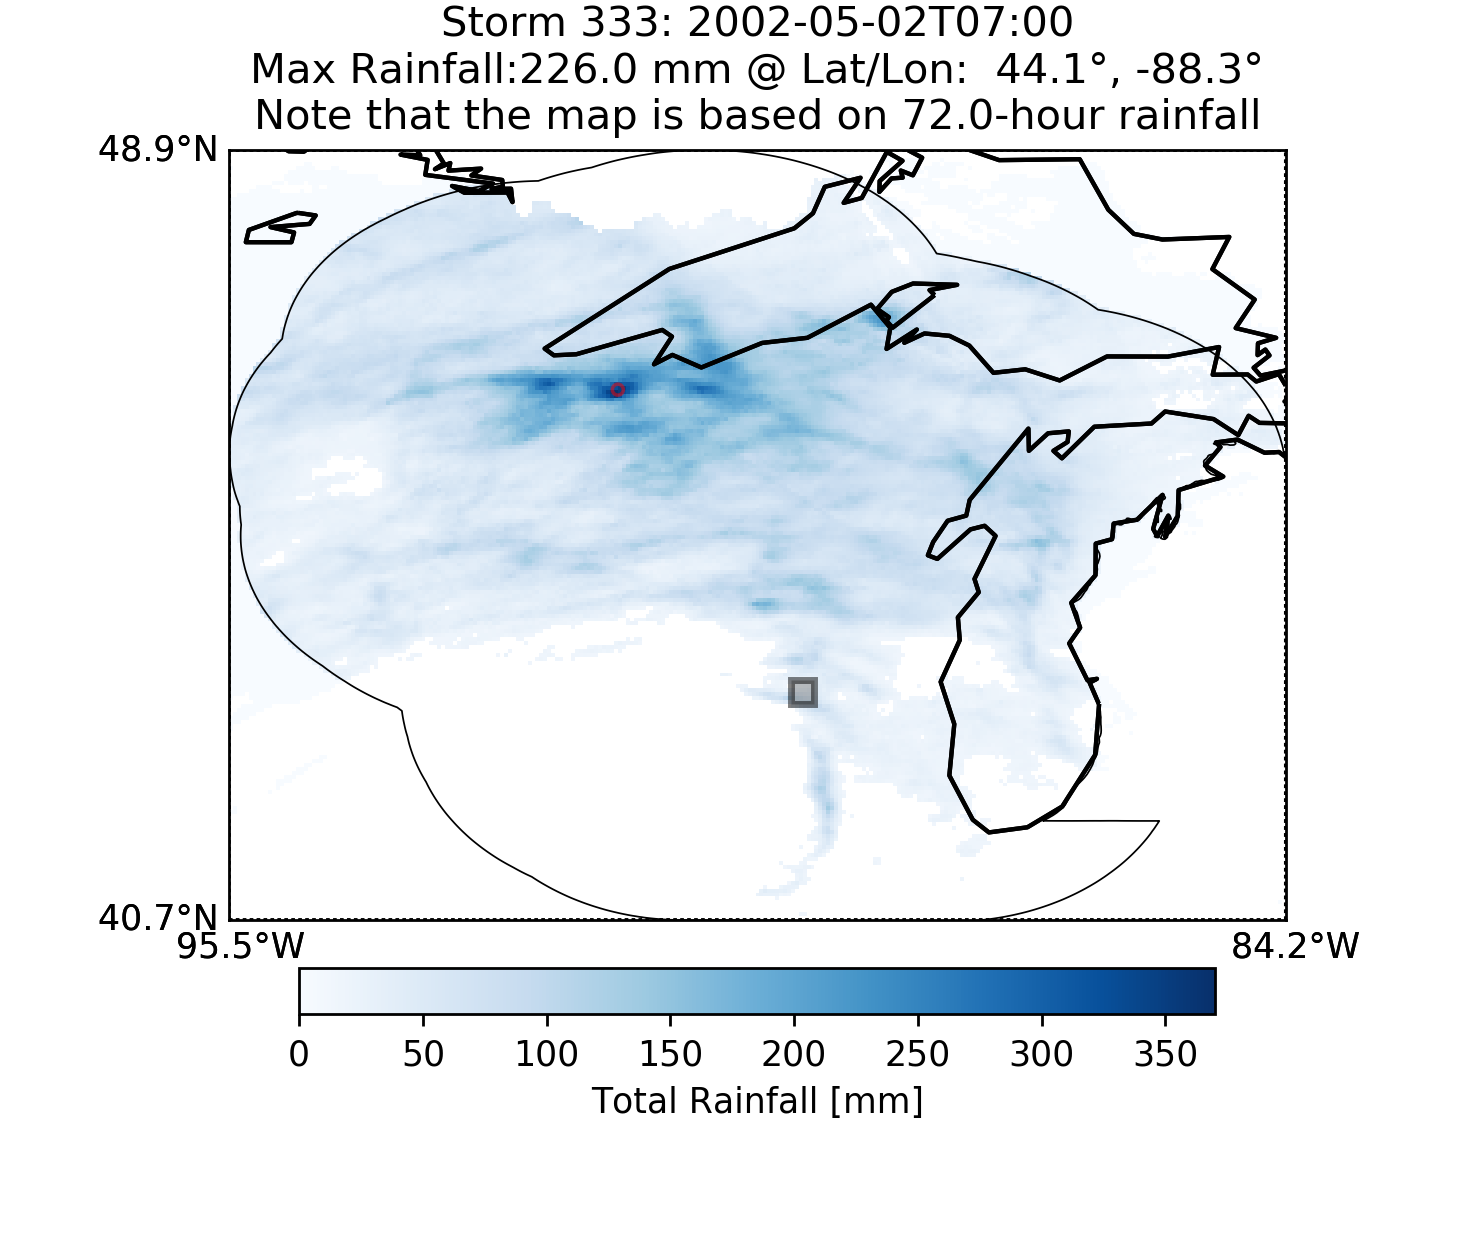 Storm 333: 2002-05-02T07:00
Max Rainfall:226.0 mm @ Lat/Lon:  44.1°, -88.3°
Note that the map is based on 72.0-hour rainfall
48.9°N
40.7°N
95.5°W 84.2°W
0 50 100 150 200 250 300 350
Total Rainfall [mm]